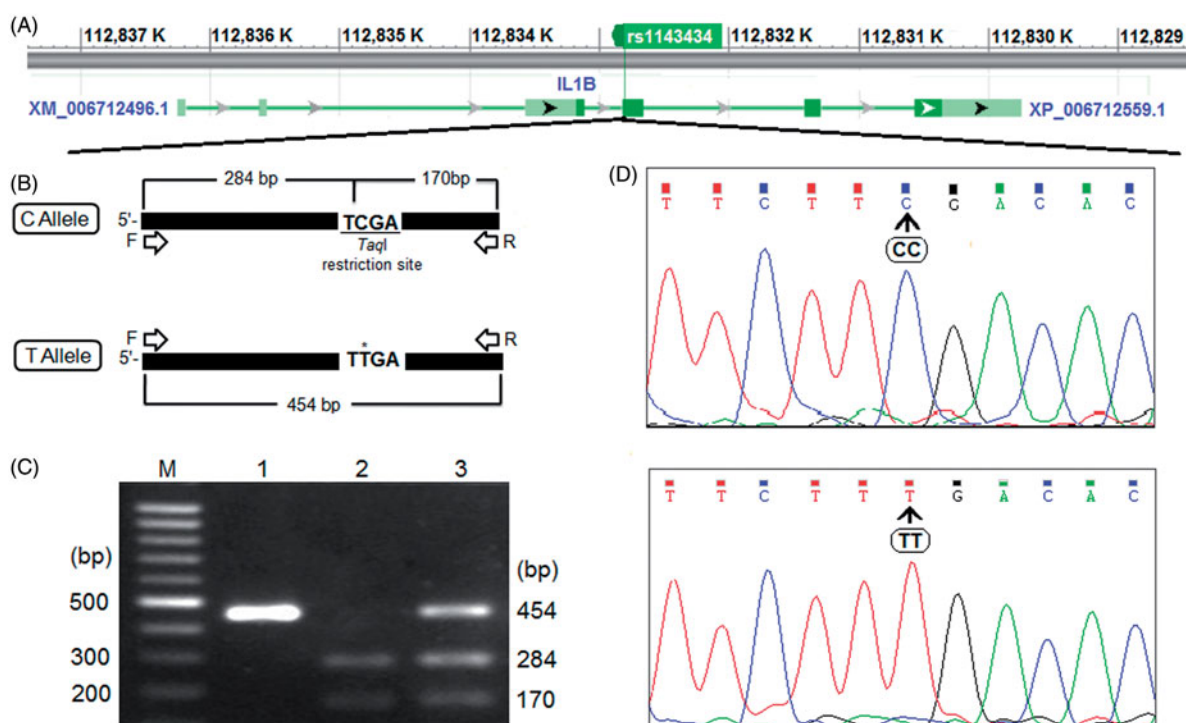 (A)
112,837 K 112,836 K 112,835 K 112,834 K rs1143434 112,832 K 112,831 K 112,830 K 112,829
IL1B
XM_006712496.1 XP_006712559.1
(B)
284 bp 170bp
C Allele 5'- TCGA
F TaqI R
restriction site
F R
*
T Allele 5'- TTGA
454 bp
(C)
M 1 2 3
(bp) (bp)
500 454
300 284
200 170
(D)
T T C T T C G A C A C
CC
T T C T T T G A C A C
TT